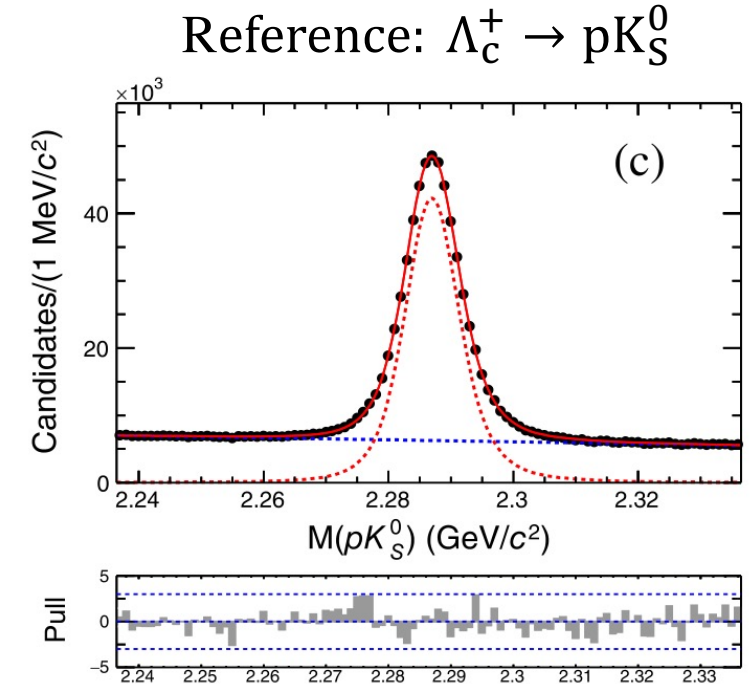 Reference: Λc+ → pKS0
×10³
(c)
Candidates/(1 MeV/c²)
40
20
0
2.24 2.26 2.28 2.3 2.32
M(pKS0) (GeV/c²)
Pull
5
0
−5
2.24 2.25 2.26 2.27 2.28 2.29 2.3 2.31 2.32 2.33